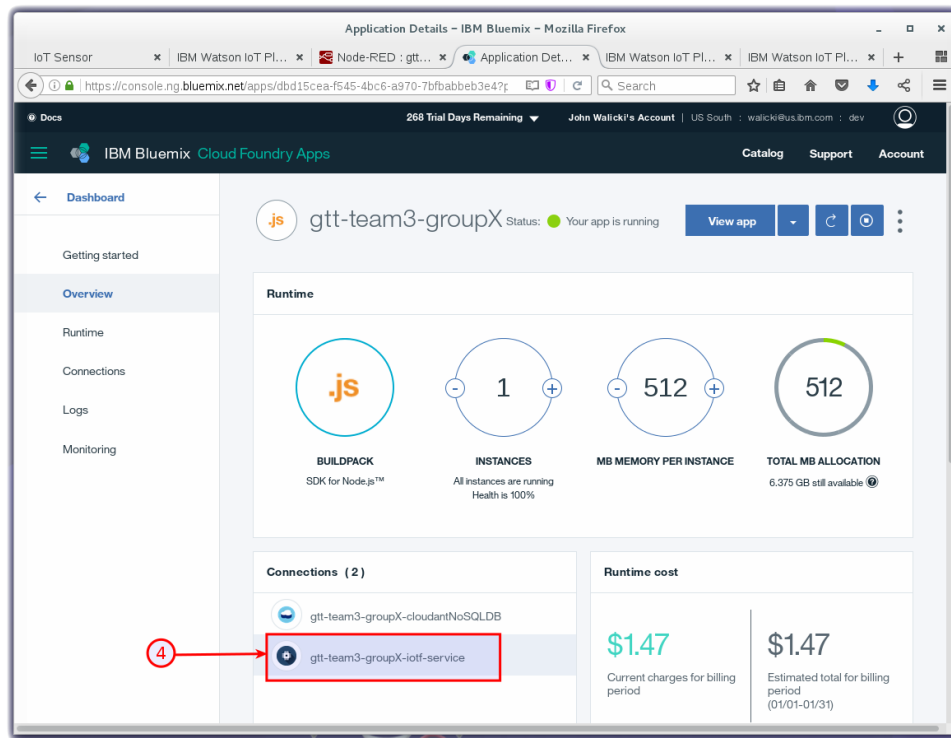 Application Details – IBM Bluemix – Mozilla Firefox
IoT Sensor
IBM Watson IoT Pl...
Node-RED : gtt...
Application Det...
IBM Watson IoT Pl...
IBM Watson IoT Pl...
https://console.ng.bluemix.net/apps/dbd15cea-f545-4bc6-a970-7bfbabbeb3e4?p
Search
Docs
268 Trial Days Remaining
John Walicki's Account | US South : walicki@us.ibm.com : dev
IBM Bluemix Cloud Foundry Apps
Catalog
Support
Account
Dashboard
Getting started
Overview
Runtime
Connections
Logs
Monitoring
.js
gtt-team3-groupX
Status:
Your app is running
View app
Runtime
.js
BUILDPACK
SDK for Node.js™
- 1 +
INSTANCES
All instances are running
Health is 100%
- 512 +
MB MEMORY PER INSTANCE
512
TOTAL MB ALLOCATION
6.375 GB still available ?
Connections (2)
gtt-team3-groupX-cloudantNoSQLDB
4
gtt-team3-groupX-iotf-service
Runtime cost
$1.47
Current charges for billing
period
$1.47
Estimated total for billing
period
(01/01-01/31)